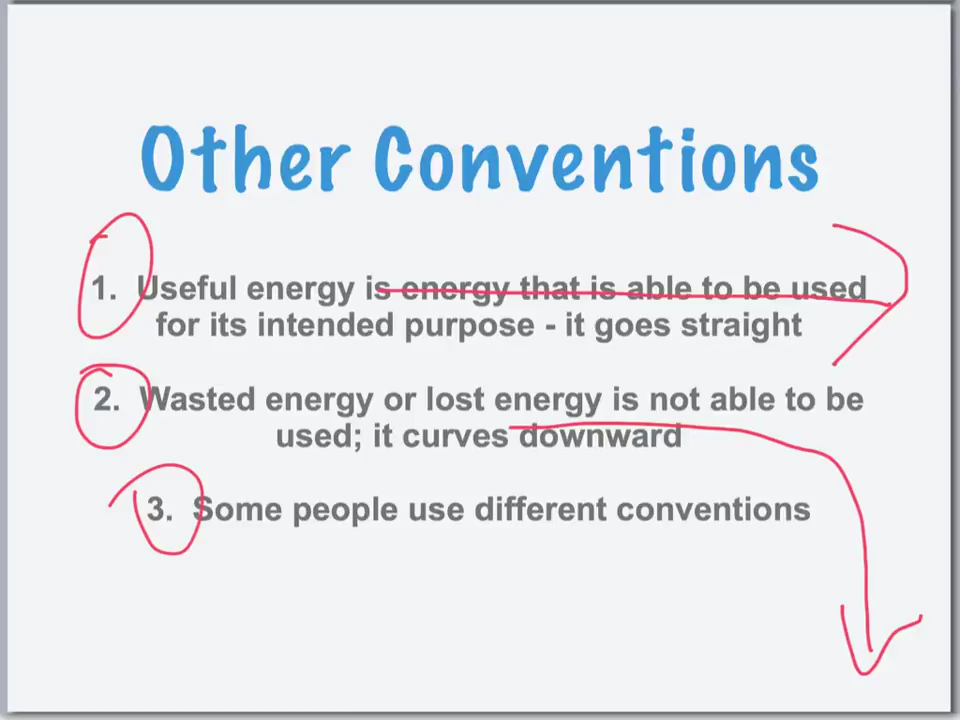 Other Conventions
1. Useful energy is energy that is able to be used
for its intended purpose - it goes straight
2. Wasted energy or lost energy is not able to be
used; it curves downward
3. Some people use different conventions